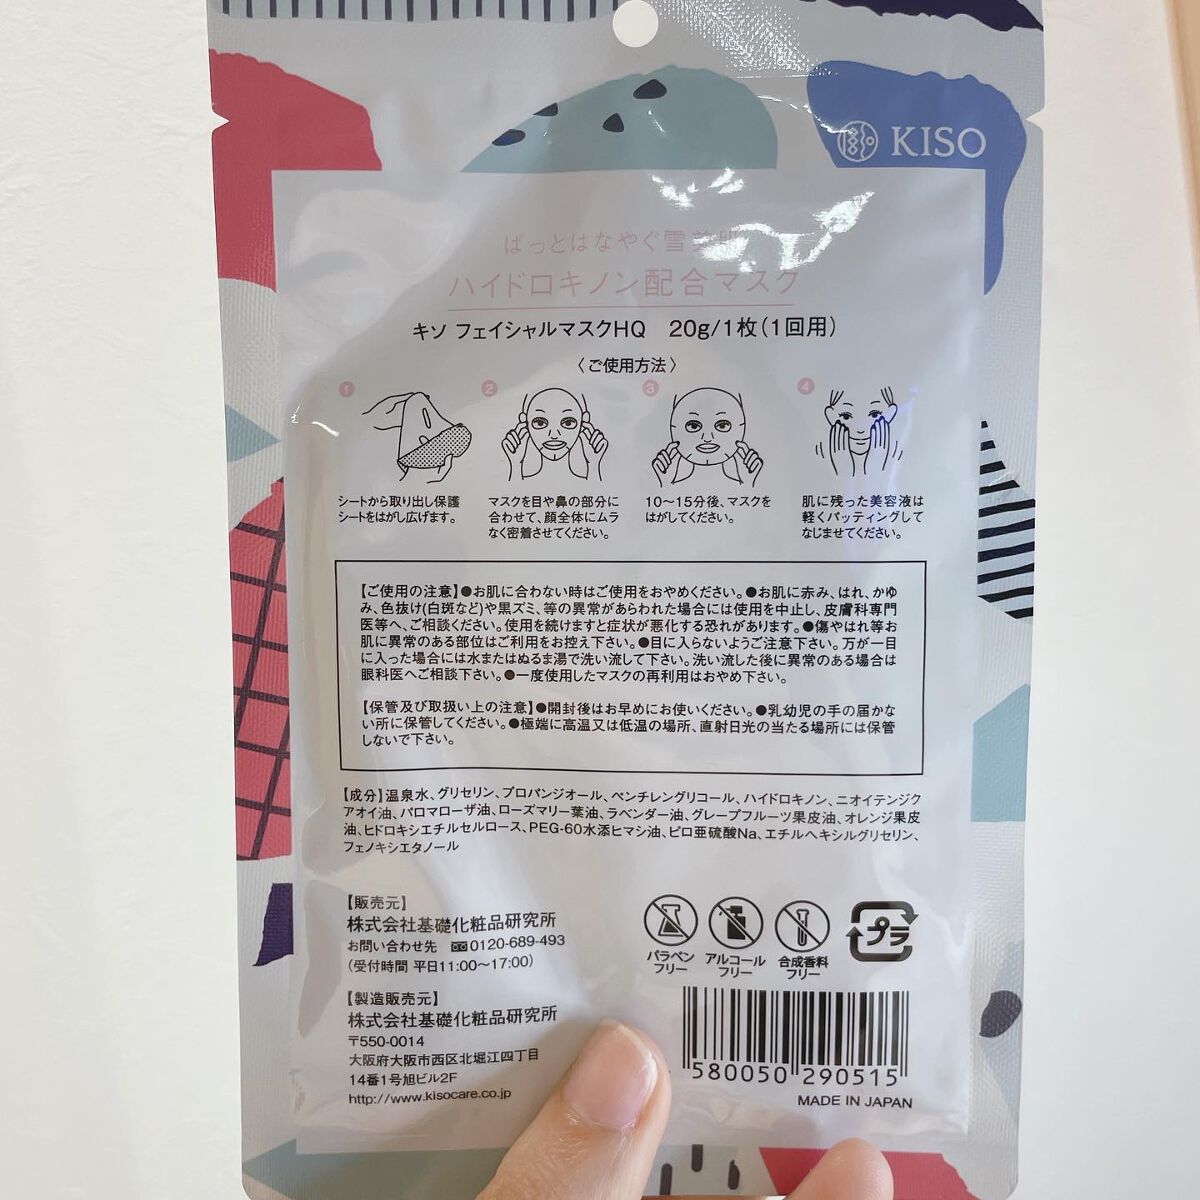 KISO
ぱっとはなやぐ雪美肌
ハイドロキノン配合マスク
キソ フェイシャルマスクHQ 20g/1枚(1回用)
〈ご使用方法〉
1
シートから取り出し保護
シートをはがし広げます。
2
マスクを目や鼻の部分に
合わせて、顔全体にムラ
なく密着させてください。
3
10〜15分後、マスクを
はがしてください。
4
肌に残った美容液は
軽くパッティングして
なじませてください。
【ご使用の注意】●お肌に合わない時はご使用をおやめください。●お肌に赤み、はれ、かゆ
み、色抜け(白斑など)や黒ズミ、等の異常があらわれた場合には使用を中止し、皮膚科専門
医等へ、ご相談ください。使用を続けますと症状が悪化する恐れがあります。●傷やはれ等お
肌に異常のある部位はご利用をお控え下さい。●目に入らないようご注意下さい。万が一目
に入った場合には水またはぬるま湯で洗い流して下さい。洗い流した後に異常のある場合は
眼科医へご相談下さい。●一度使用したマスクの再利用はおやめ下さい。
【保管及び取扱い上の注意】●開封後はお早めにお使いください。●乳幼児の手の届かな
い所に保管してください。●極端に高温又は低温の場所、直射日光の当たる場所には保管
しないで下さい。
【成分】温泉水、グリセリン、プロパンジオール、ペンチレングリコール、ハイドロキノン、ニオイテンジク
アオイ油、パロマローザ油、ローズマリー葉油、ラベンダー油、グレープフルーツ果皮油、オレンジ果皮
油、ヒドロキシエチルセルロース、PEG-60水添ヒマシ油、ピロ亜硫酸Na、エチルヘキシルグリセリン、
フェノキシエタノール
【販売元】
株式会社基礎化粧品研究所
お問い合わせ先 0120-689-493
(受付時間 平日11:00〜17:00)
【製造販売元】
株式会社基礎化粧品研究所
〒550-0014
大阪府大阪市西区北堀江四丁目
14番1号旭ビル2F
http://www.kisocare.co.jp
パラベン
フリー
アルコール
フリー
合成香料
フリー
プラ
580050 290515
MADE IN JAPAN